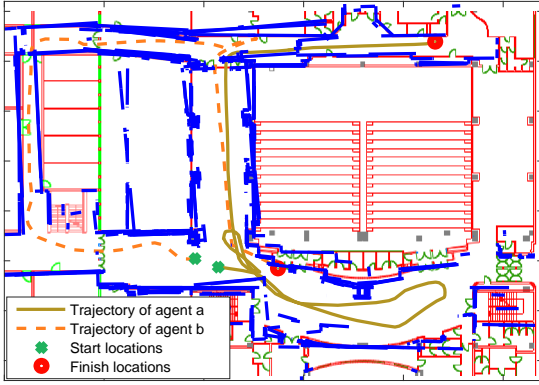 Trajectory of agent a
Trajectory of agent b
Start locations
Finish locations